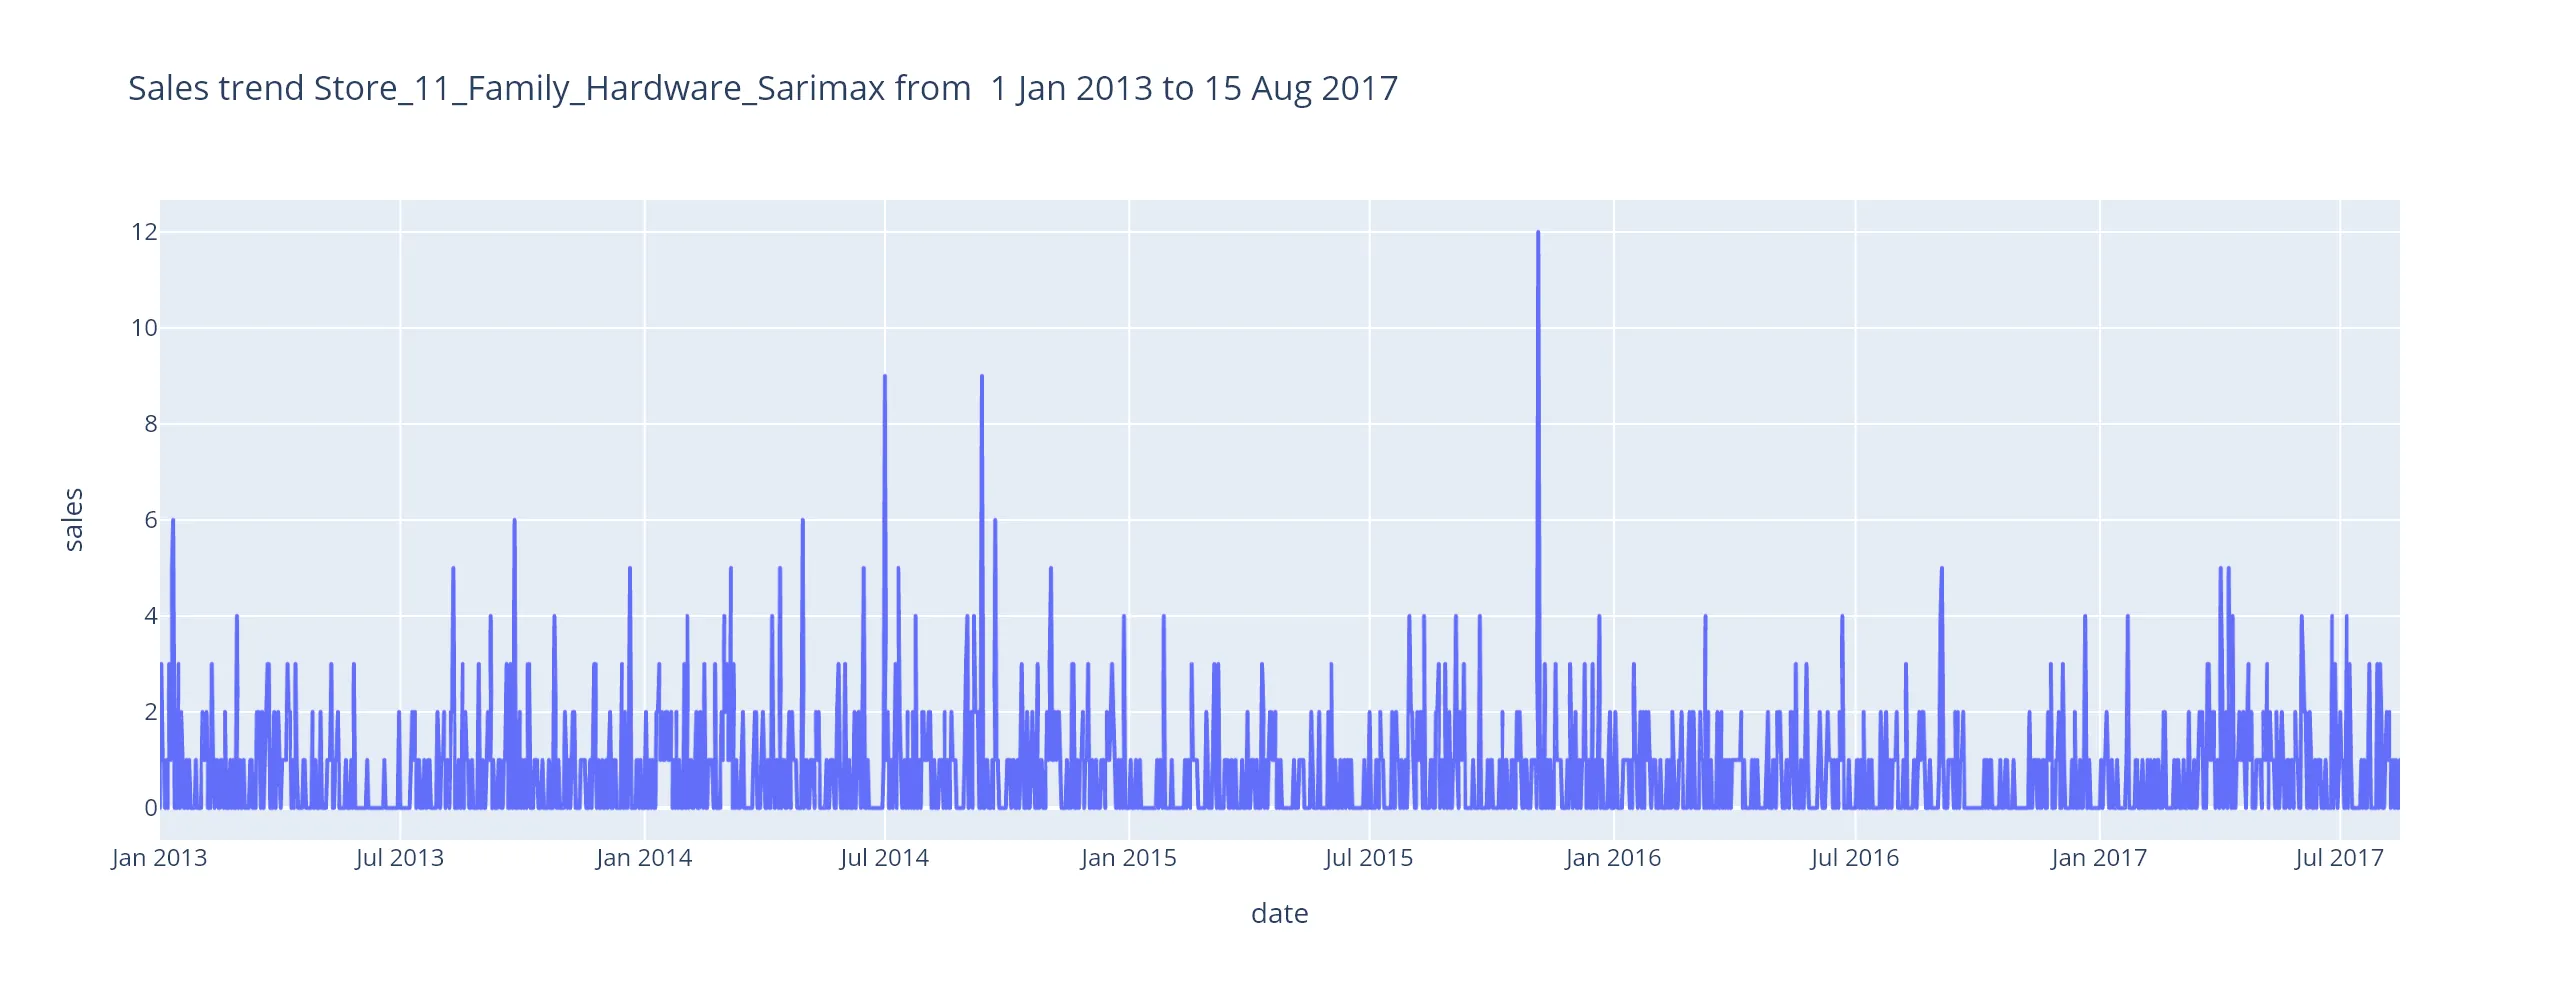 Sales trend Store_11_Family_Hardware_Sarimax from  1 Jan 2013 to 15 Aug 2017
12
10
8
6
4
2
0
sales
Jan 2013 Jul 2013 Jan 2014 Jul 2014 Jan 2015 Jul 2015 Jan 2016 Jul 2016 Jan 2017 Jul 2017
date